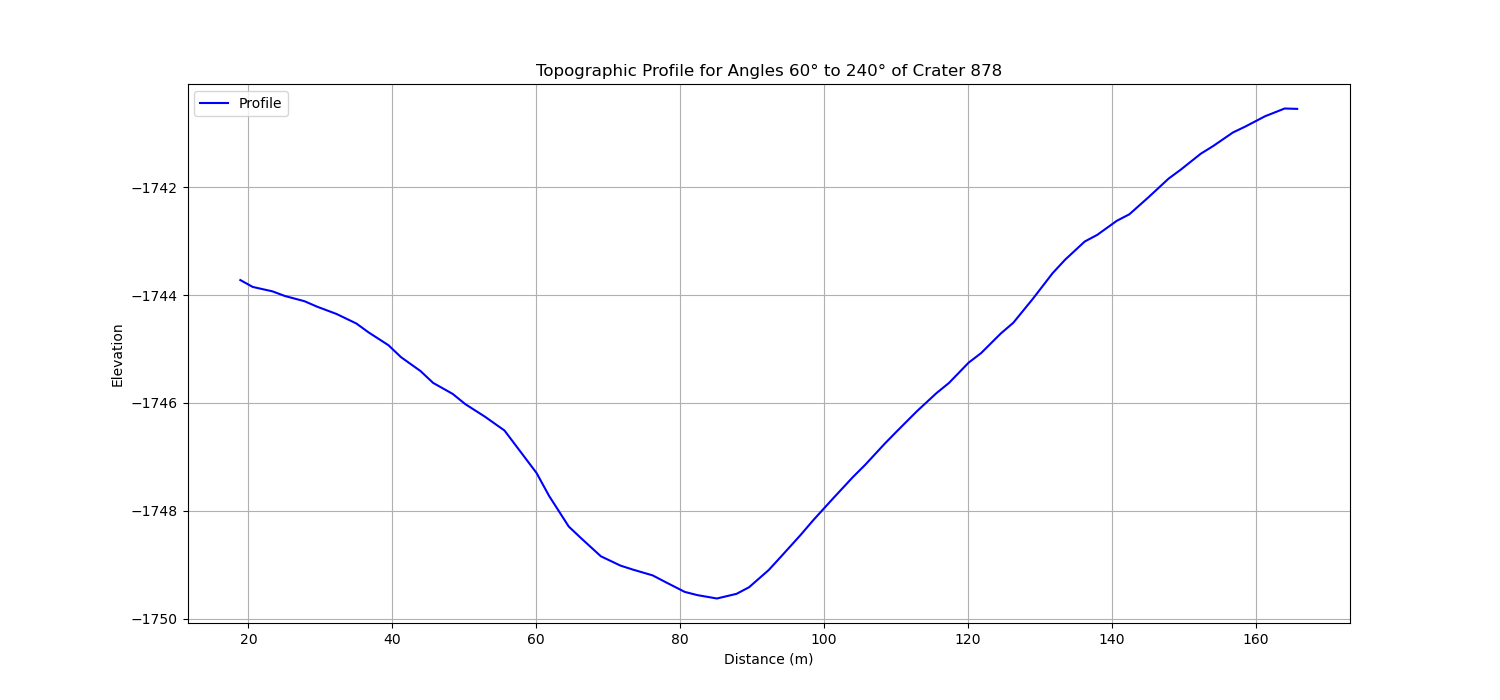 Topographic Profile for Angles 60° to 240° of Crater 878
Profile
−1742
−1744
−1746
−1748
−1750
Elevation
20 40 60 80 100 120 140 160
Distance (m)